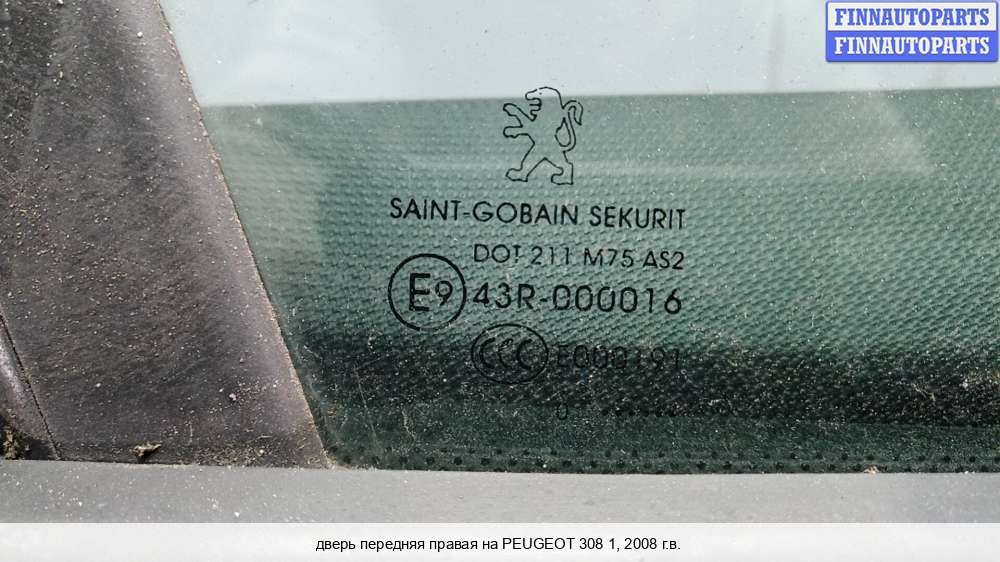 FINNAUTOPARTS
FINNAUTOPARTS
SAINT-GOBAIN SEKURIT
DOT 211 M75 AS2
E9 43R-000016
CCC E000191
дверь передняя правая на PEUGEOT 308 1, 2008 г.в.